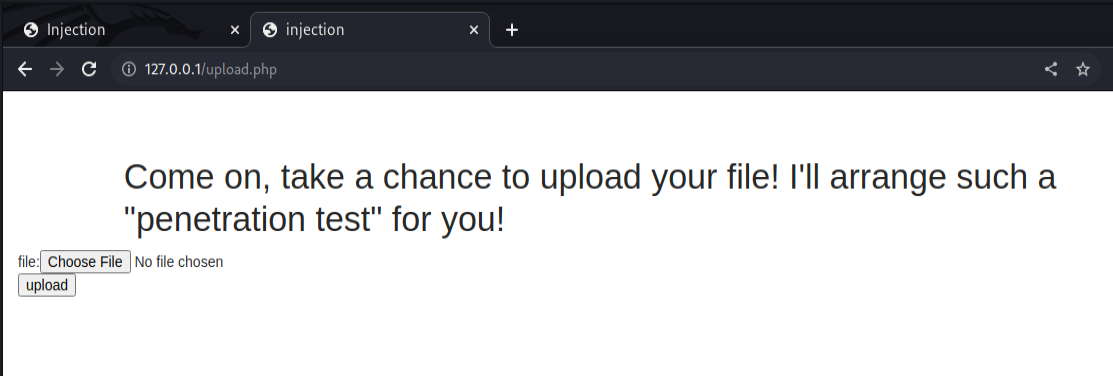 Injection
injection
127.0.0.1/upload.php
Come on, take a chance to upload your file! I'll arrange such a
"penetration test" for you!
file: Choose File No file chosen
upload